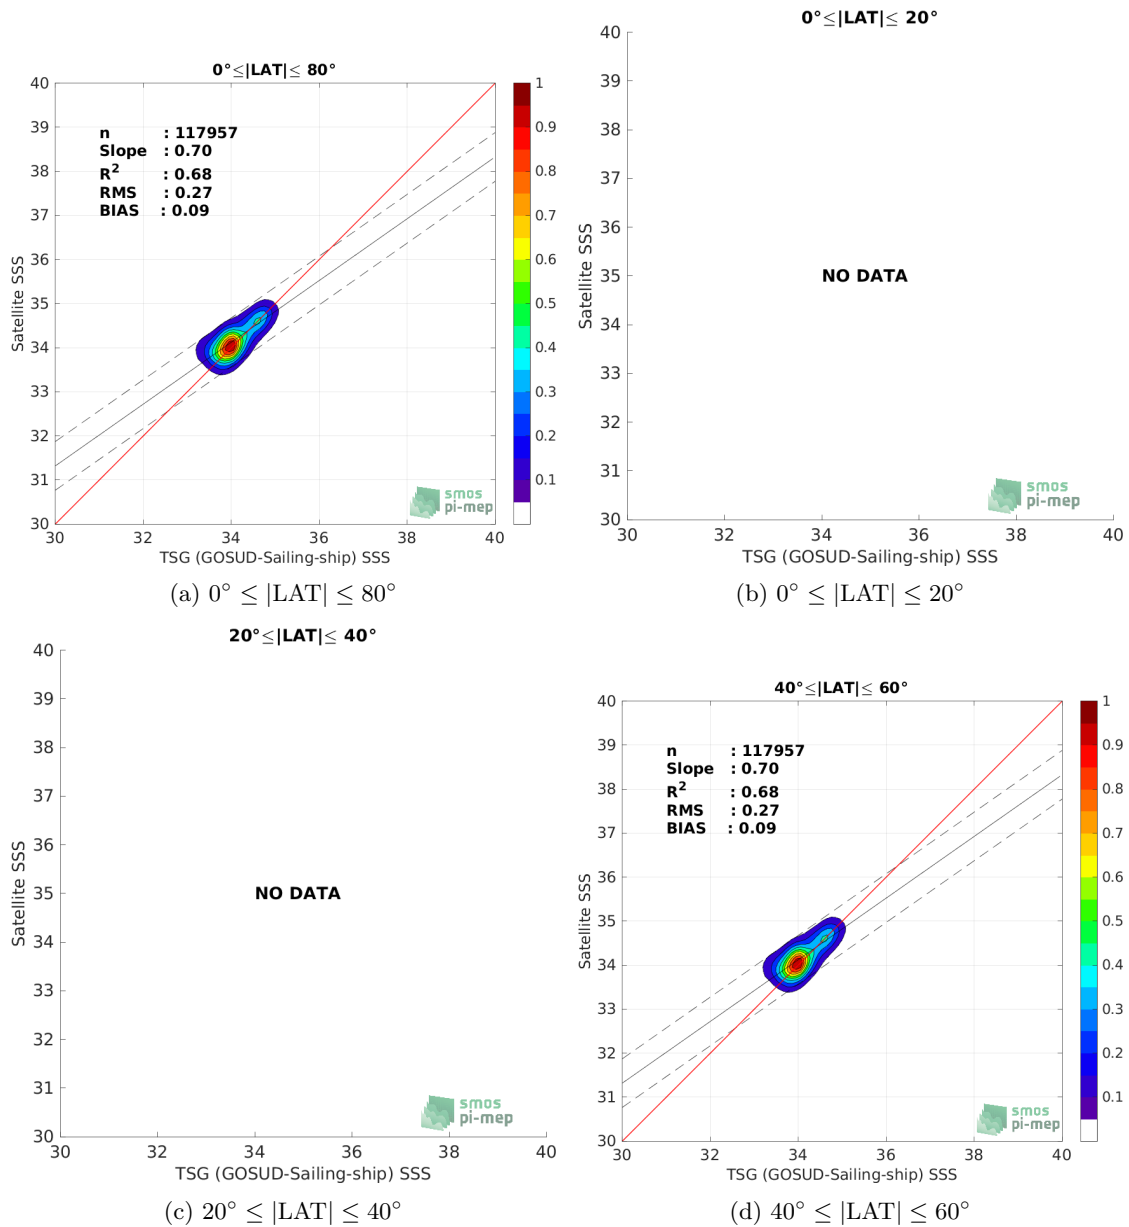 0°≤|LAT|≤ 80°
40
39
38
37
36
35
34
33
32
31
30
Satellite SSS
n : 117957
Slope : 0.70
R2 : 0.68
RMS : 0.27
BIAS : 0.09
smos
pi-mep
30 32 34 36 38 40
TSG (GOSUD-Sailing-ship) SSS
1
0.9
0.8
0.7
0.6
0.5
0.4
0.3
0.2
0.1
(a) 0° ≤ |LAT| ≤ 80°
0°≤|LAT|≤ 20°
40
39
38
37
36
35
34
33
32
31
30
Satellite SSS
NO DATA
smos
pi-mep
30 32 34 36 38 40
TSG (GOSUD-Sailing-ship) SSS
(b) 0° ≤ |LAT| ≤ 20°
20°≤|LAT|≤ 40°
40
39
38
37
36
35
34
33
32
31
30
Satellite SSS
NO DATA
smos
pi-mep
30 32 34 36 38 40
TSG (GOSUD-Sailing-ship) SSS
(c) 20° ≤ |LAT| ≤ 40°
40°≤|LAT|≤ 60°
40
39
38
37
36
35
34
33
32
31
30
Satellite SSS
n : 117957
Slope : 0.70
R2 : 0.68
RMS : 0.27
BIAS : 0.09
smos
pi-mep
30 32 34 36 38 40
TSG (GOSUD-Sailing-ship) SSS
1
0.9
0.8
0.7
0.6
0.5
0.4
0.3
0.2
0.1
(d) 40° ≤ |LAT| ≤ 60°